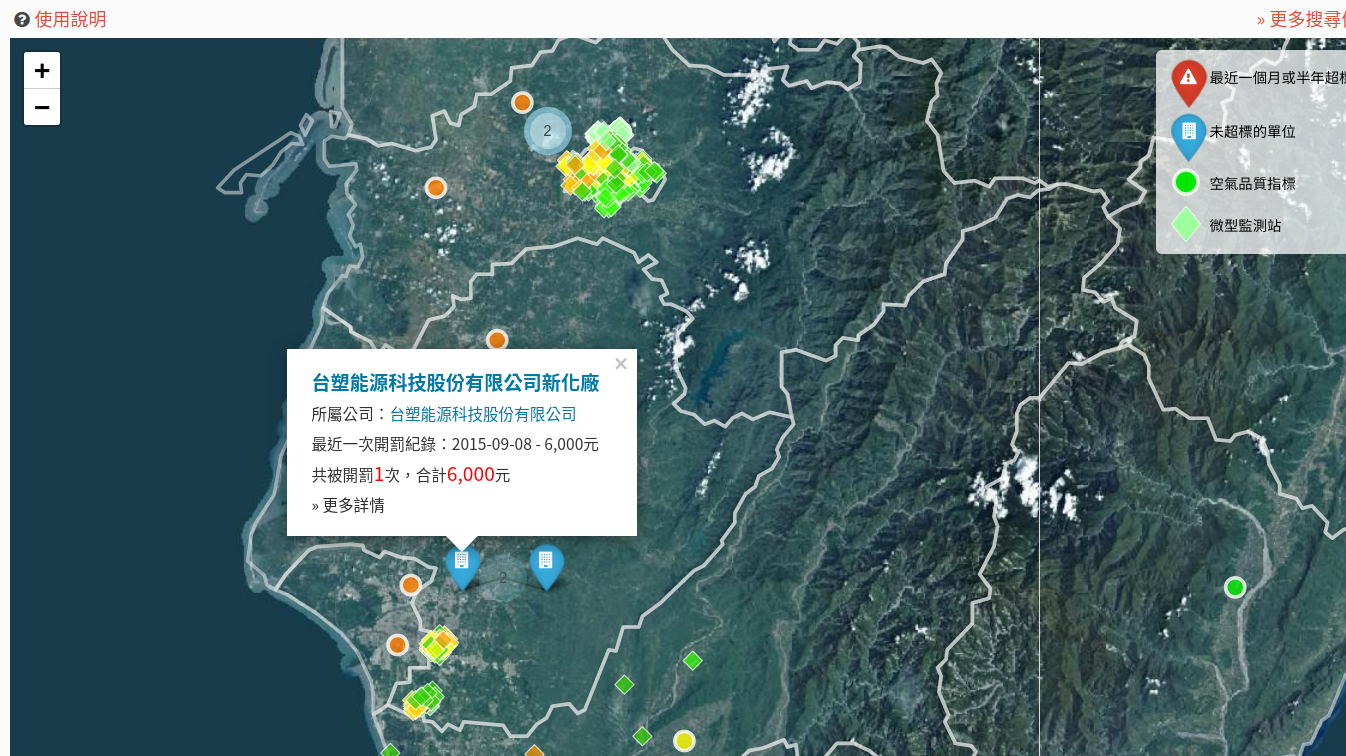 使用說明
» 更多搜尋
+
−
最近一個月或半年超標
未超標的單位
空氣品質指標
微型監測站
2
×
台塑能源科技股份有限公司新化廠
所屬公司：台塑能源科技股份有限公司
最近一次開罰紀錄：2015-09-08 - 6,000元
共被開罰1次，合計6,000元
» 更多詳情
2